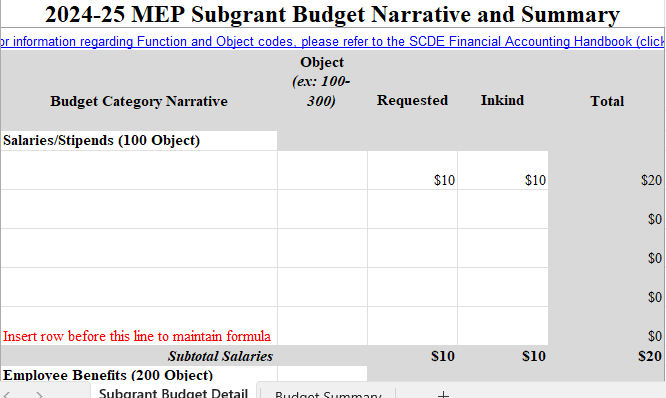 2024-25 MEP Subgrant Budget Narrative and Summary
or information regarding Function and Object codes, please refer to the SCDE Financial Accounting Handbook (click
Budget Category Narrative Object (ex: 100-300) Requested Inkind Total
Salaries/Stipends (100 Object)
$10 $10 $20
$0
$0
$0
Insert row before this line to maintain formula $0
Subtotal Salaries $10 $10 $20
Employee Benefits (200 Object)
Subgrant Budget Detail Budget Summary +